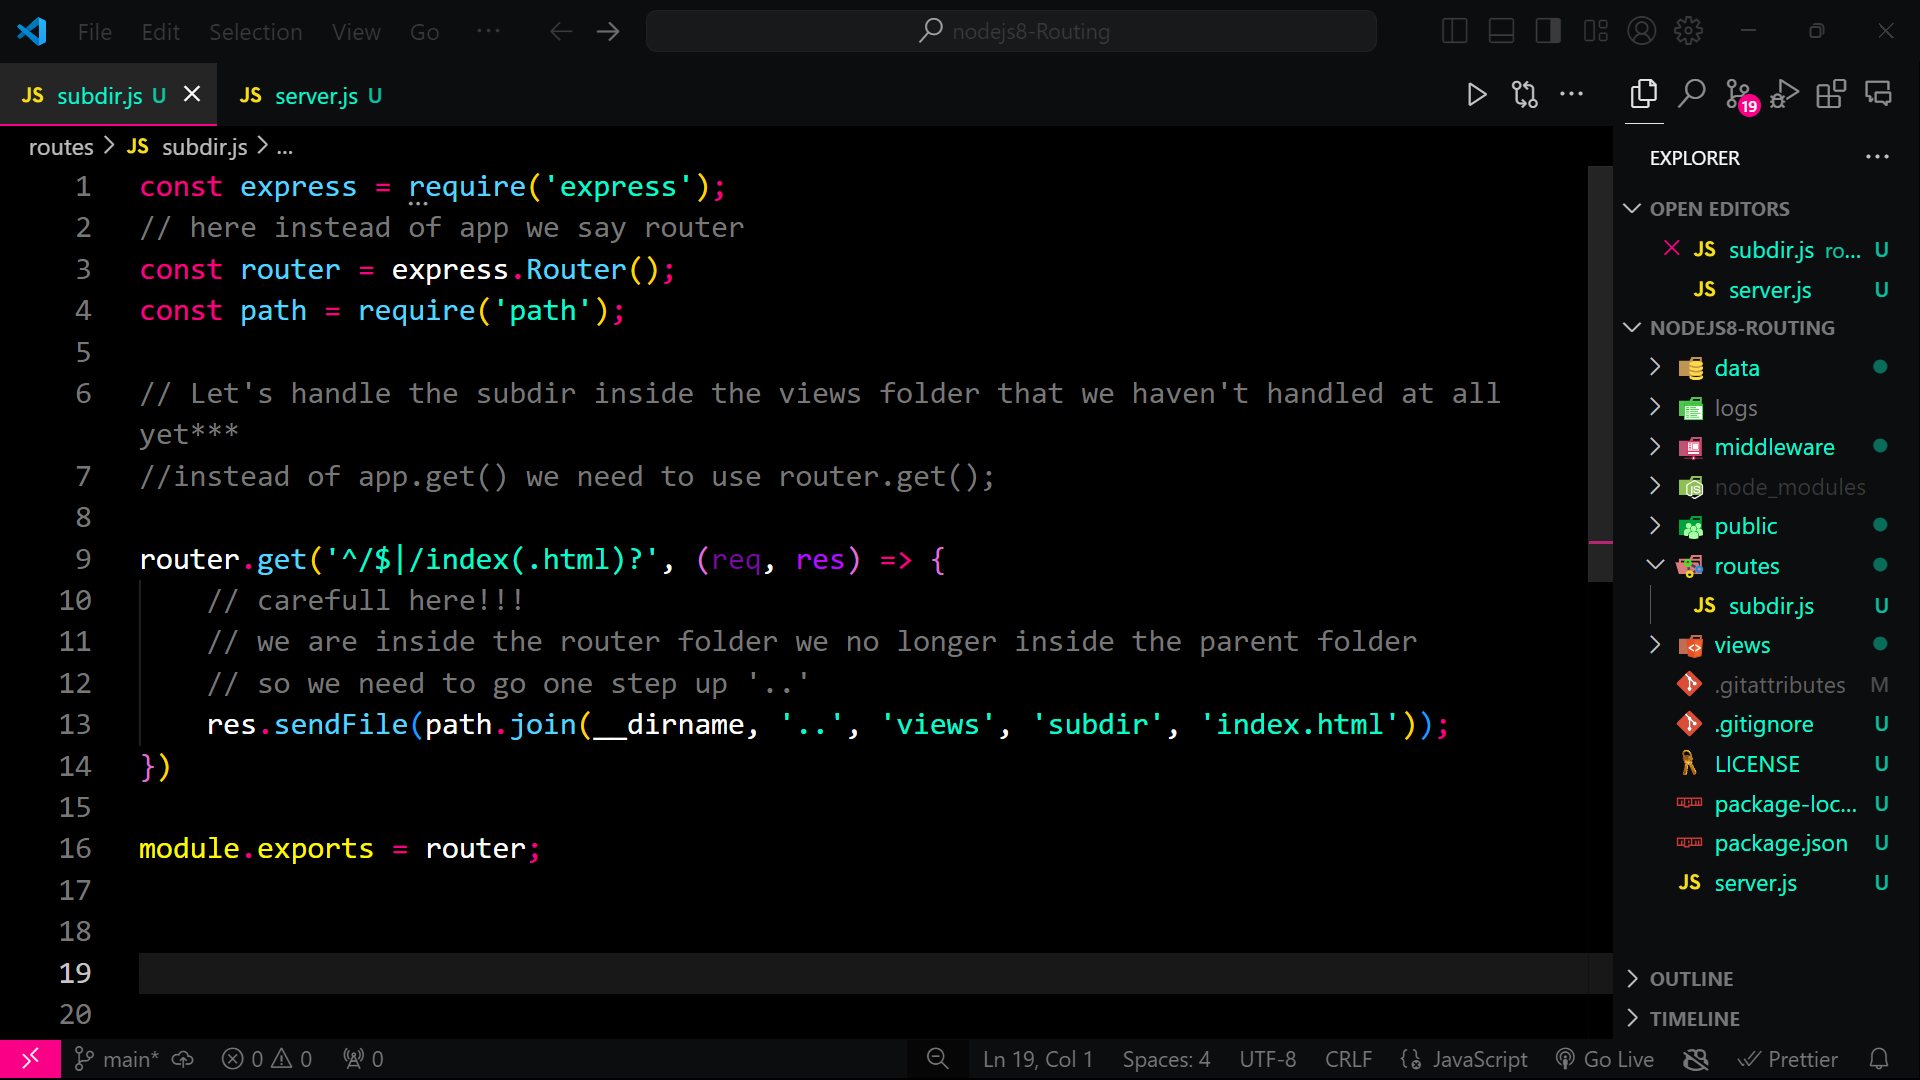 File Edit Selection View Go ··· nodejs8-Routing
JS subdir.js U JS server.js U
19
routes > JS subdir.js > ...
1 const express = require('express');
2 // here instead of app we say router
3 const router = express.Router();
4 const path = require('path');
5
6 // Let's handle the subdir inside the views folder that we haven't handled at all
yet***
7 //instead of app.get() we need to use router.get();
8
9 router.get('^/$|/index(.html)?', (req, res) => {
10 // carefull here!!!
11 // we are inside the router folder we no longer inside the parent folder
12 // so we need to go one step up '..'
13 res.sendFile(path.join(__dirname, '..', 'views', 'subdir', 'index.html'));
14 })
15
16 module.exports = router;
17
18
19
20
EXPLORER
OPEN EDITORS
JS subdir.js ro... U
JS server.js U
NODEJS8-ROUTING
data
logs
middleware
node_modules
public
routes
JS subdir.js U
views
.gitattributes M
.gitignore U
LICENSE U
package-loc... U
package.json U
JS server.js U
OUTLINE
TIMELINE
main* 0 0 0 Ln 19, Col 1 Spaces: 4 UTF-8 CRLF JavaScript Go Live Prettier